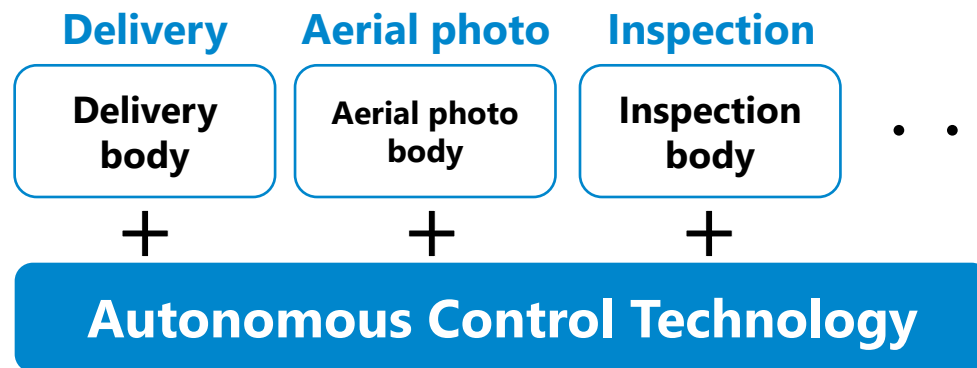 Delivery Aerial photo Inspection
Delivery body
Aerial photo body
Inspection body
. .
+ + +
Autonomous Control Technology